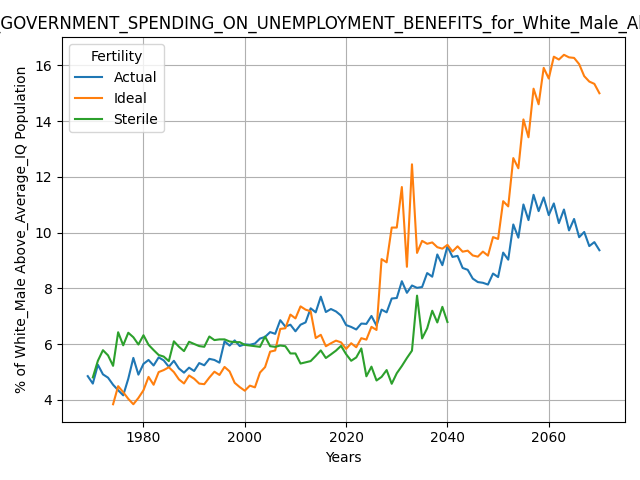 _GOVERNMENT_SPENDING_ON_UNEMPLOYMENT_BENEFITS_for_White_Male_A
Fertility
Actual
Ideal
Sterile
% of White_Male Above_Average_IQ Population
16
14
12
10
8
6
4
1980
2000
2020
2040
2060
Years